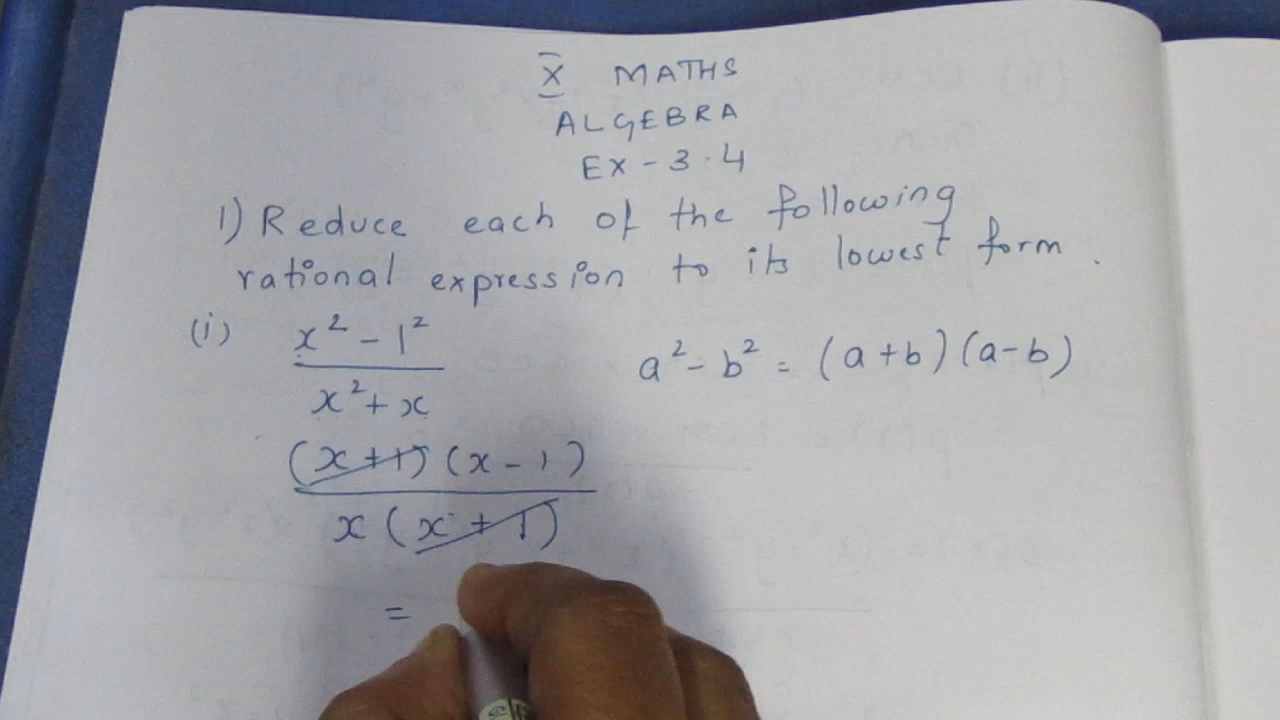 X MATHS
ALGEBRA
EX - 3.4
1) Reduce each of the following
rational expression to its lowest form.
(i) x² - 1² / x² + x
a² - b² = (a+b)(a-b)
(x+1)(x-1) / x(x+1)
=